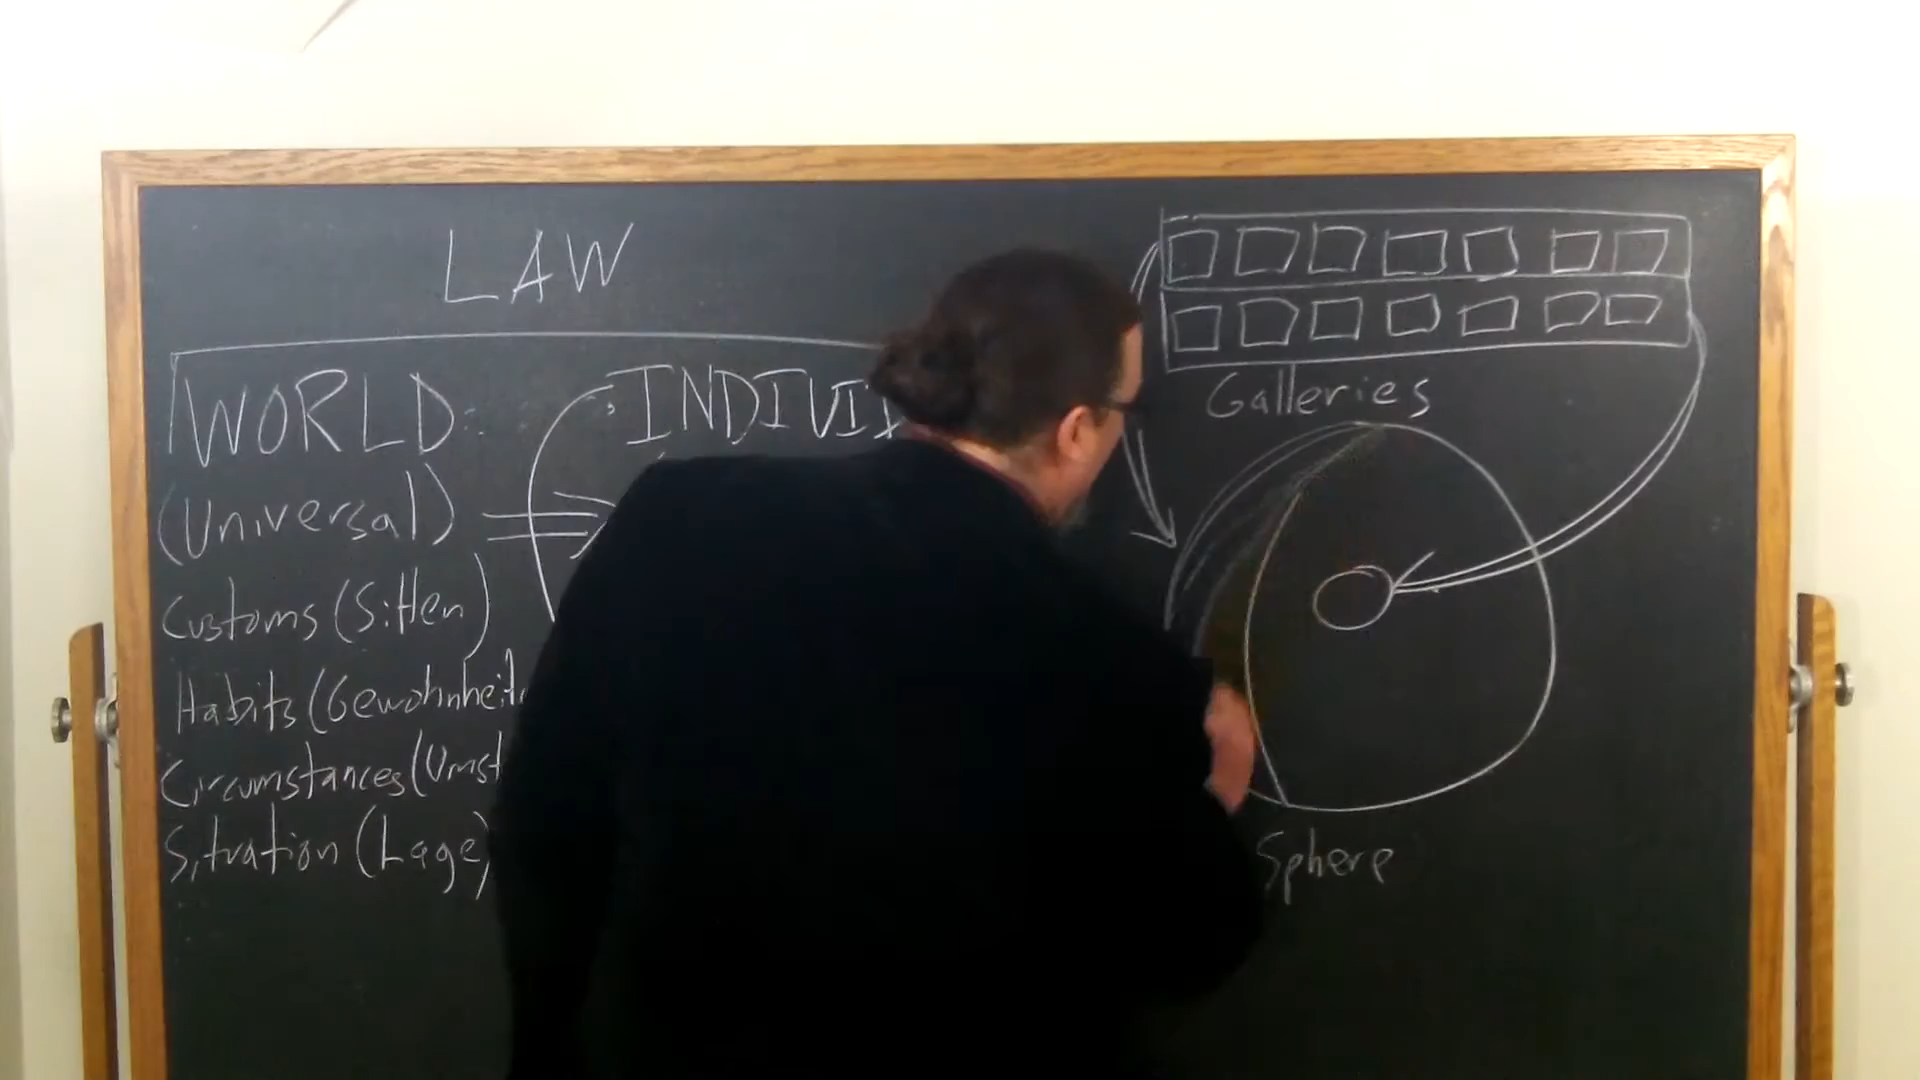 LAW
WORLD INDIVI
(Universal)
Customs (Sitten)
Habits (Gewohnheit
Circumstances (Umst
Situation (Lage)
Galleries
Sphere